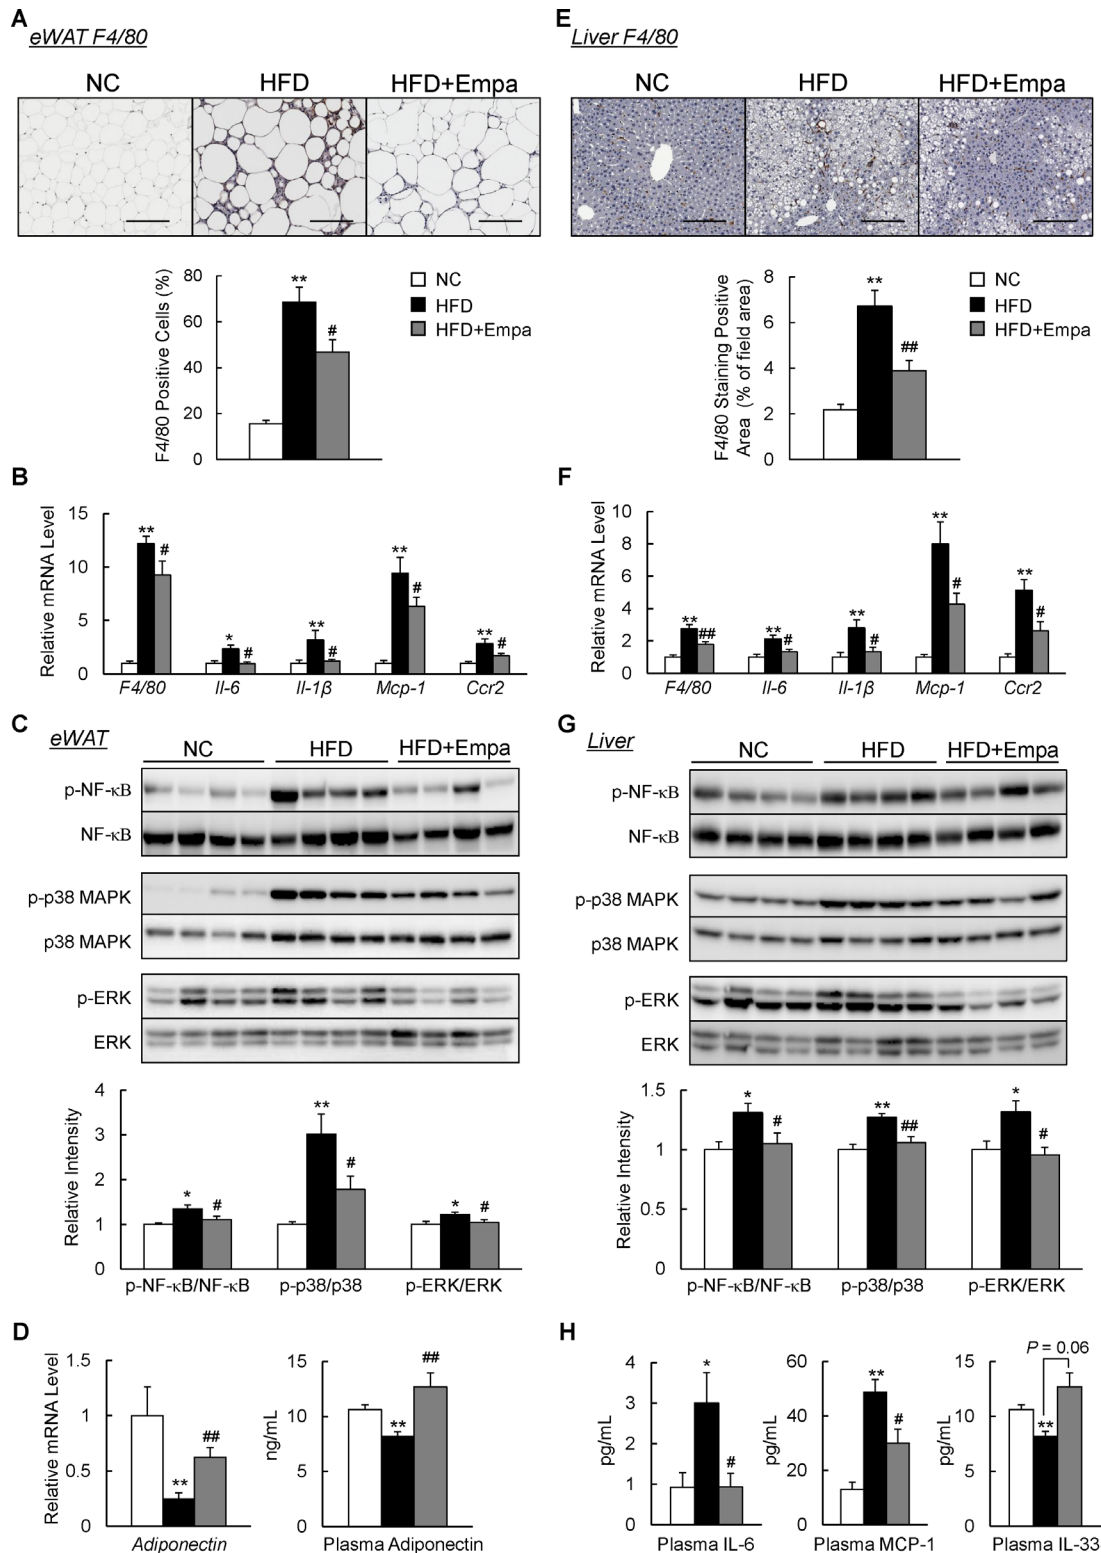 A
eWAT F4/80
NC HFD HFD+Empa
F4/80 Positive Cells (%)
80
60
40
20
0
**
#
NC
HFD
HFD+Empa
E
Liver F4/80
NC HFD HFD+Empa
F4/80 Staining Positive
Area (% of field area)
8
6
4
2
0
**
##
NC
HFD
HFD+Empa
B
Relative mRNA Level
15
10
5
0
** # * # ** # ** # ** #
F4/80 Il-6 Il-1β Mcp-1 Ccr2
F
Relative mRNA Level
10
8
6
4
2
0
** ## ** # ** # ** # ** #
F4/80 Il-6 Il-1β Mcp-1 Ccr2
C
eWAT
NC HFD HFD+Empa
p-NF-κB
NF-κB
p-p38 MAPK
p38 MAPK
p-ERK
ERK
Relative Intensity
4
3
2
1
0
* # ** # * #
p-NF-κB/NF-κB p-p38/p38 p-ERK/ERK
G
Liver
NC HFD HFD+Empa
p-NF-κB
NF-κB
p-p38 MAPK
p38 MAPK
p-ERK
ERK
Relative Intensity
1.5
1
0.5
0
* # ** ## * #
p-NF-κB/NF-κB p-p38/p38 p-ERK/ERK
D
Relative mRNA Level
1.5
1
0.5
0
** ##
Adiponectin
ng/mL
15
10
5
0
** ##
Plasma Adiponectin
H
pg/mL
4
3
2
1
0
* #
Plasma IL-6
pg/mL
60
40
20
0
** #
Plasma MCP-1
pg/mL
15
10
5
0
P = 0.06
**
Plasma IL-33